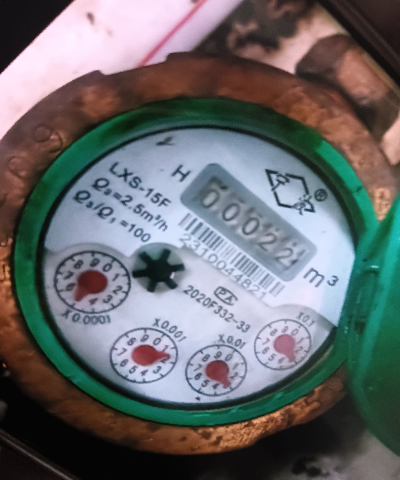 H
LXS-15F
Q₃=2.5m³/h
Q₃/Q₁=100
00022
m³
®
2310044821
PA
2020F332-33
X0.0001
X0.001
X0.01
X0.1